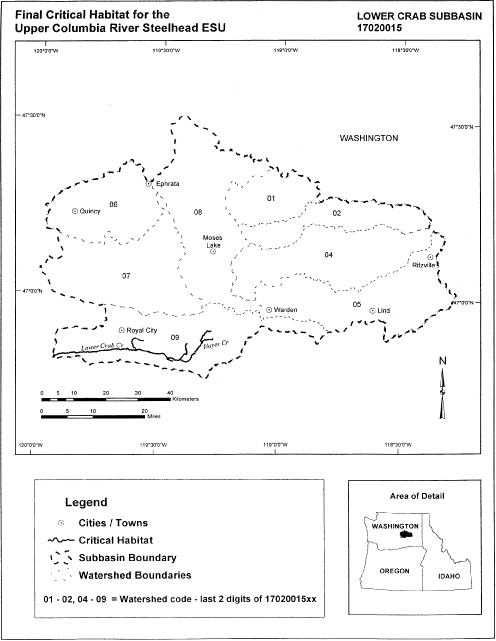 Final Critical Habitat for the
Upper Columbia River Steelhead ESU
LOWER CRAB SUBBASIN
17020015
120°0'0"W
119°30'0"W
119°0'0"W
118°30'0"W
47°30'0"N
47°30'0"N
WASHINGTON
Ephrata
01
06
Quincy
08
02
Moses
Lake
04
Ritzville
07
47°0'0"N
47°0'0"N
Warden
05
Lind
Royal City
09
Lower Crab Cr
N
0 5 10 20 30 40
Kilometers
0 5 10 20
Miles
120°0'0"W
119°30'0"W
119°0'0"W
118°30'0"W
Legend
Cities / Towns
Critical Habitat
Subbasin Boundary
Watershed Boundaries
01 - 02, 04 - 09 = Watershed code - last 2 digits of 17020015xx
Area of Detail
WASHINGTON
OREGON
IDAHO